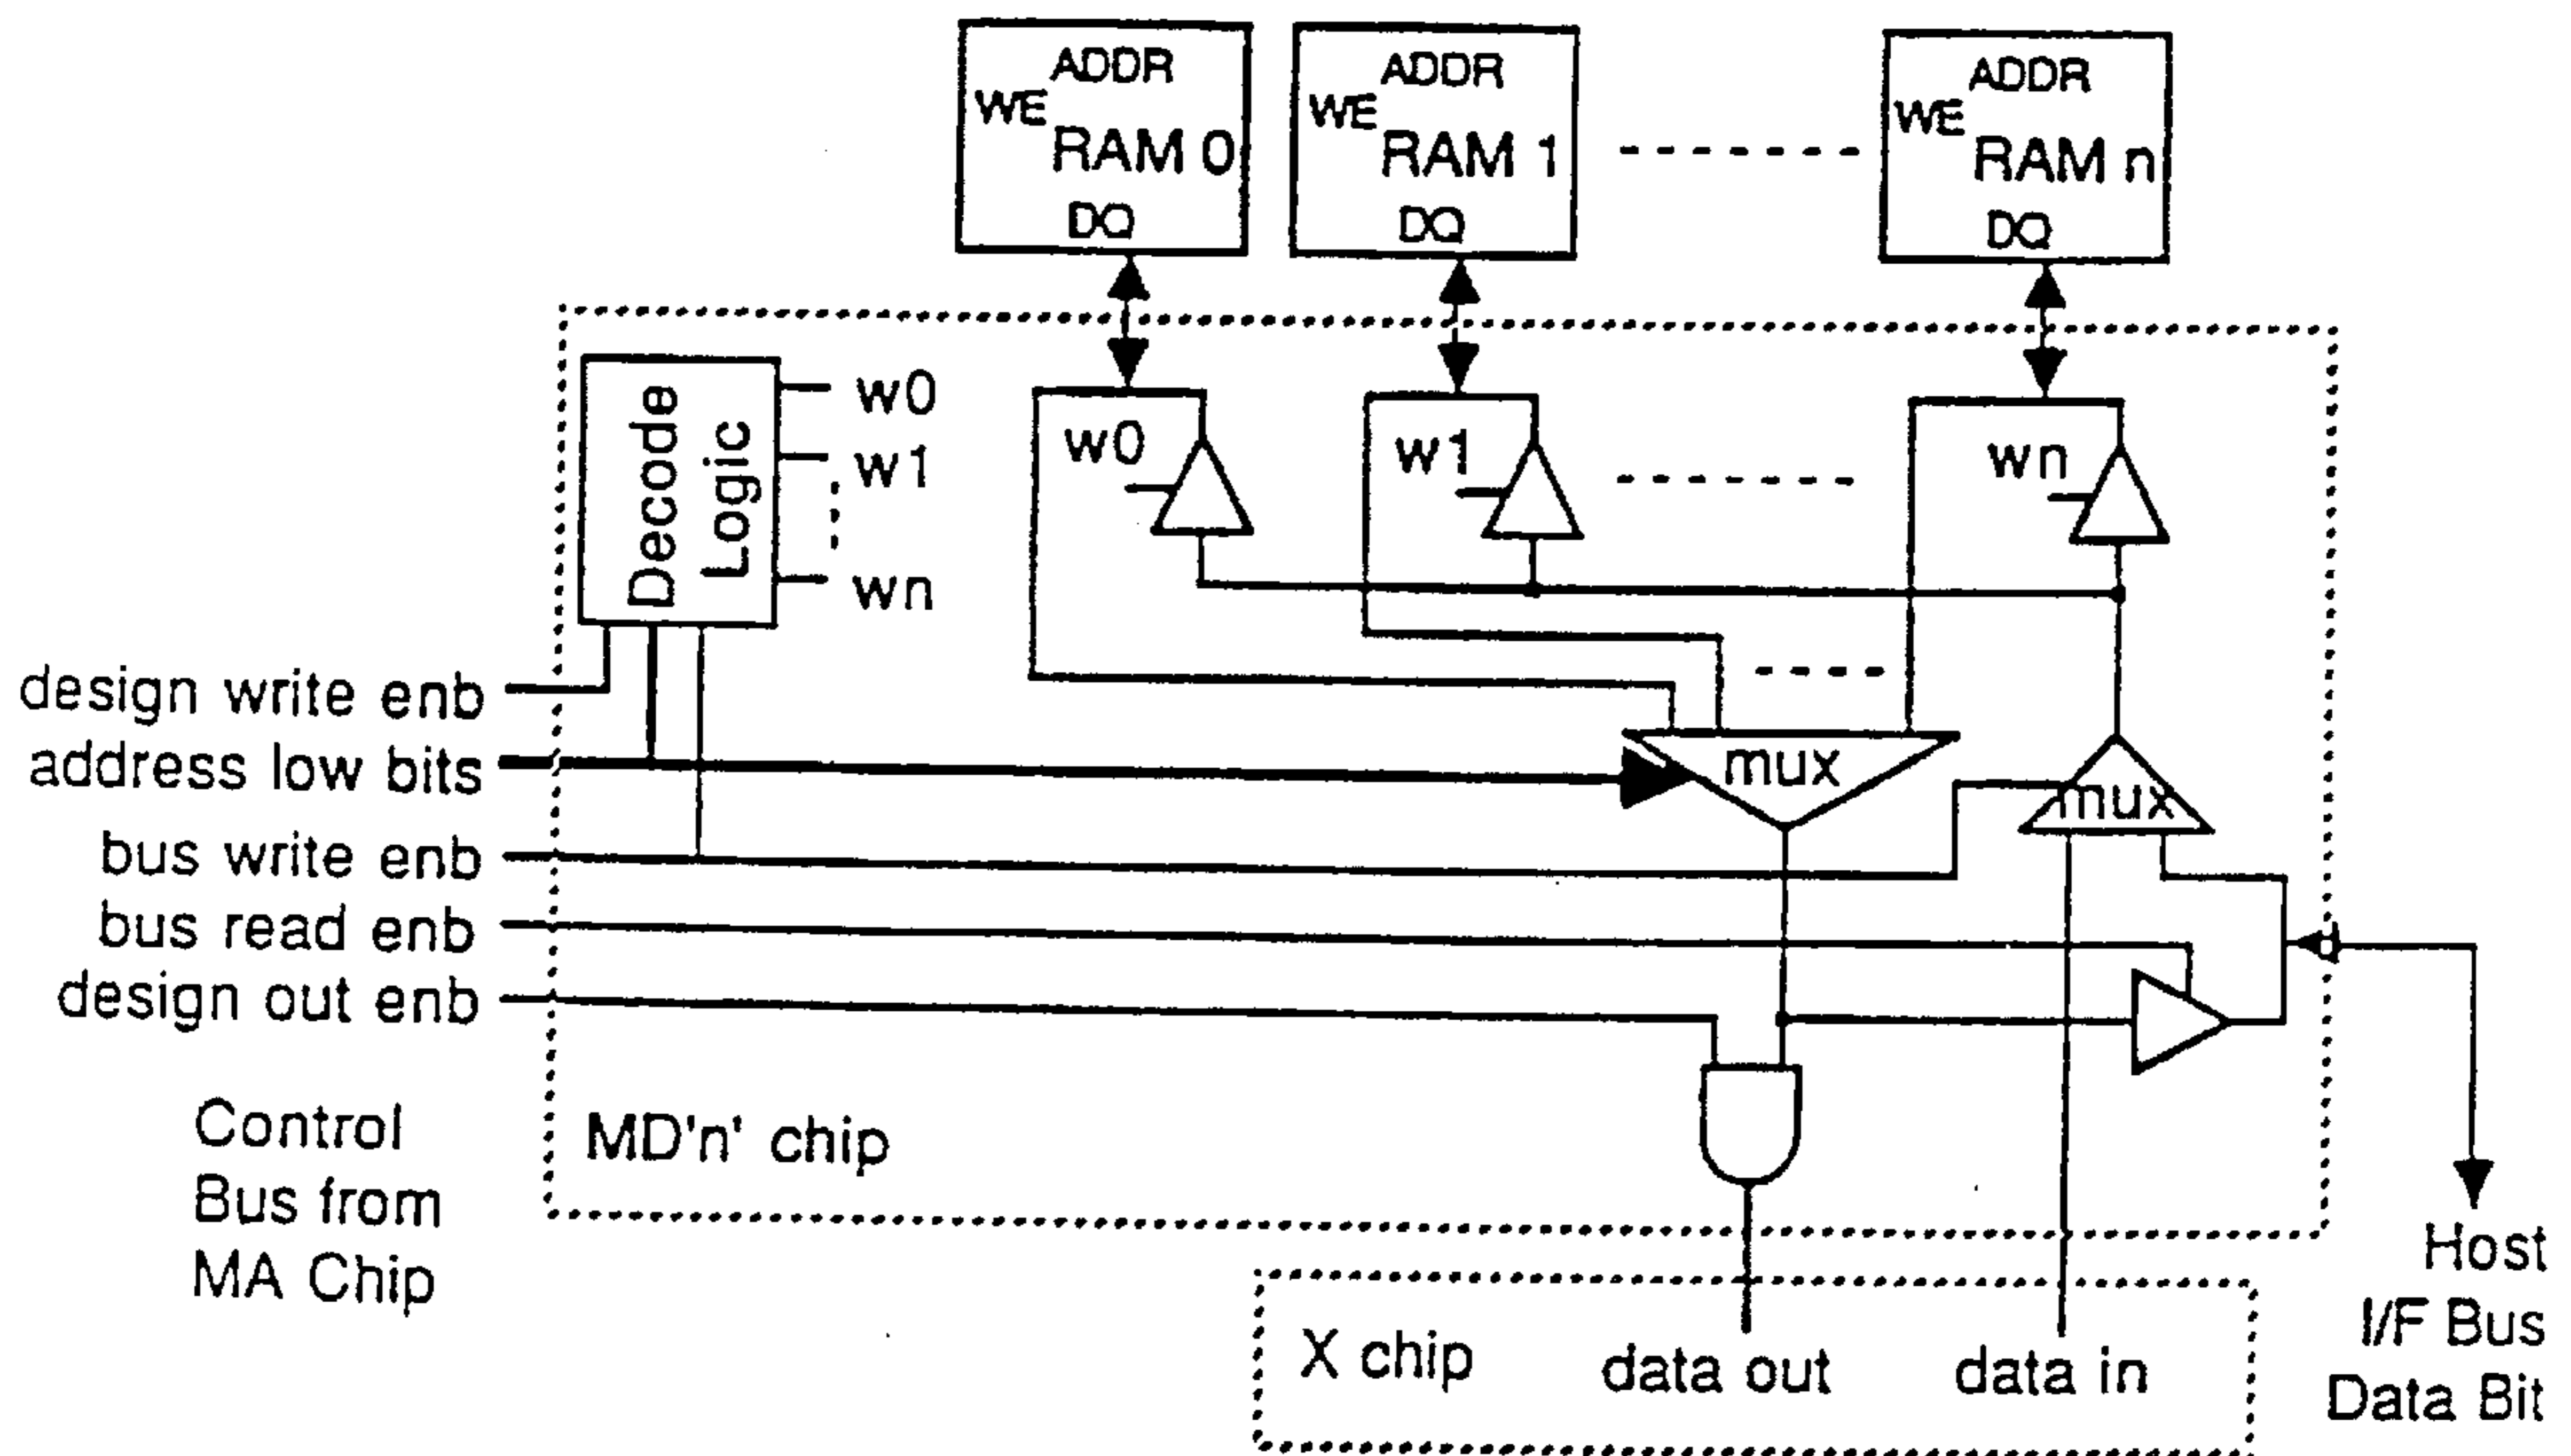 ADDR
WE
RAM 0
DQ
ADDR
WE
RAM 1
DQ
ADDR
WE
RAM n
DQ
Decode
Logic
w0
w1
wn
w0
w1
wn
design write enb
address low bits
bus write enb
bus read enb
design out enb
mux
mux
Control
Bus from
MA Chip
MD'n' chip
X chip
data out
data in
Host
I/F Bus
Data Bit